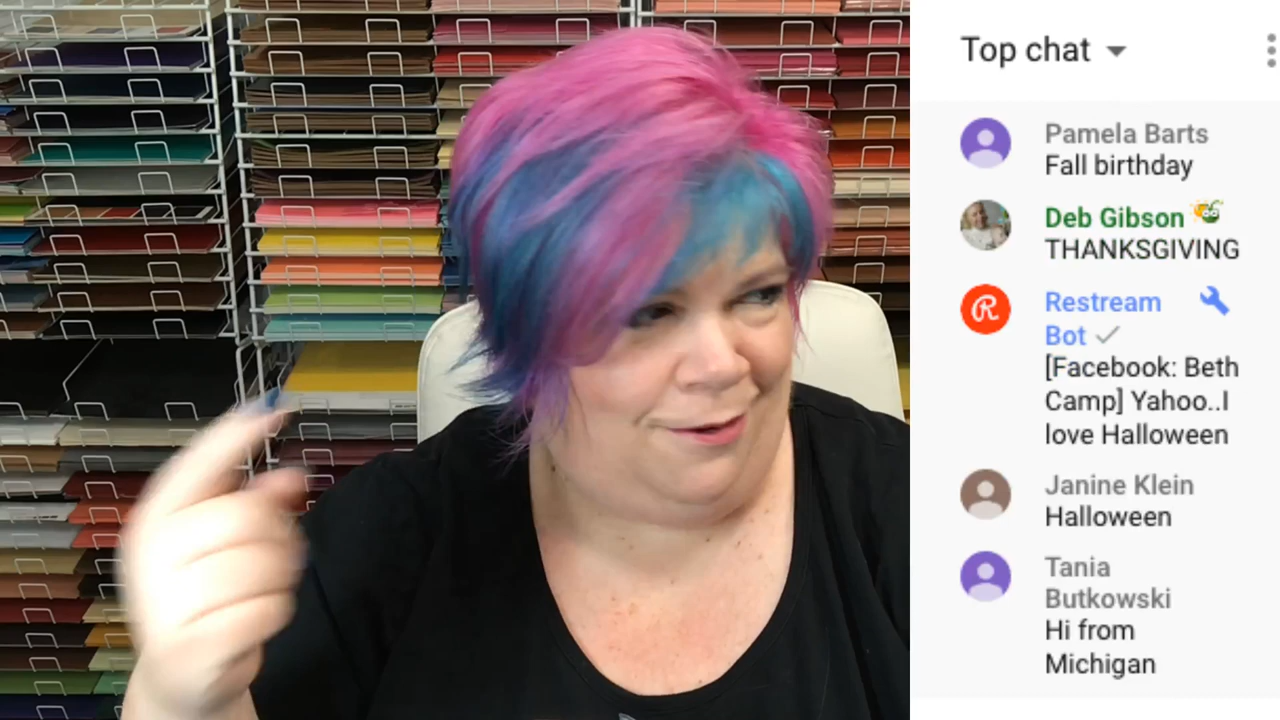 Top chat
Pamela Barts
Fall birthday
Deb Gibson
THANKSGIVING
Restream
Bot
[Facebook: Beth
Camp] Yahoo..I
love Halloween
Janine Klein
Halloween
Tania
Butkowski
Hi from
Michigan